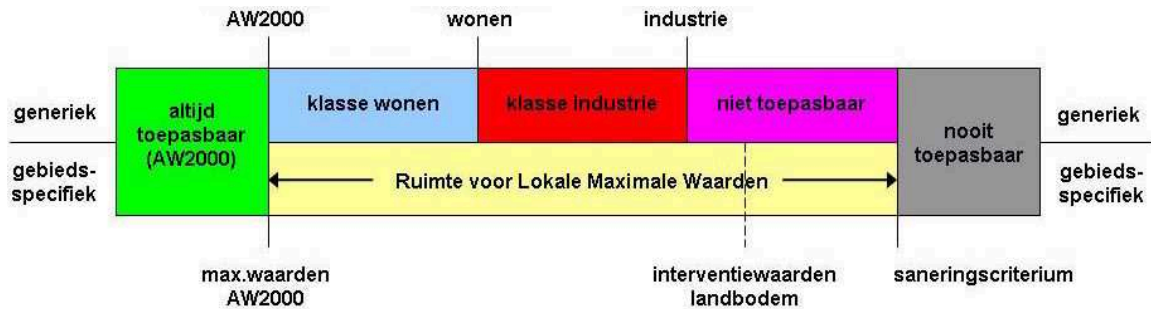 AW2000
wonen
industrie
generiek
altijd
toepasbaar
(AW2000)
klasse wonen
klasse industrie
niet toepasbaar
nooit
toepasbaar
generiek
gebieds-
specifiek
Ruimte voor Lokale Maximale Waarden
gebieds-
specifiek
max.waarden
AW2000
interventiewaarden
landbodem
saneringscriterium